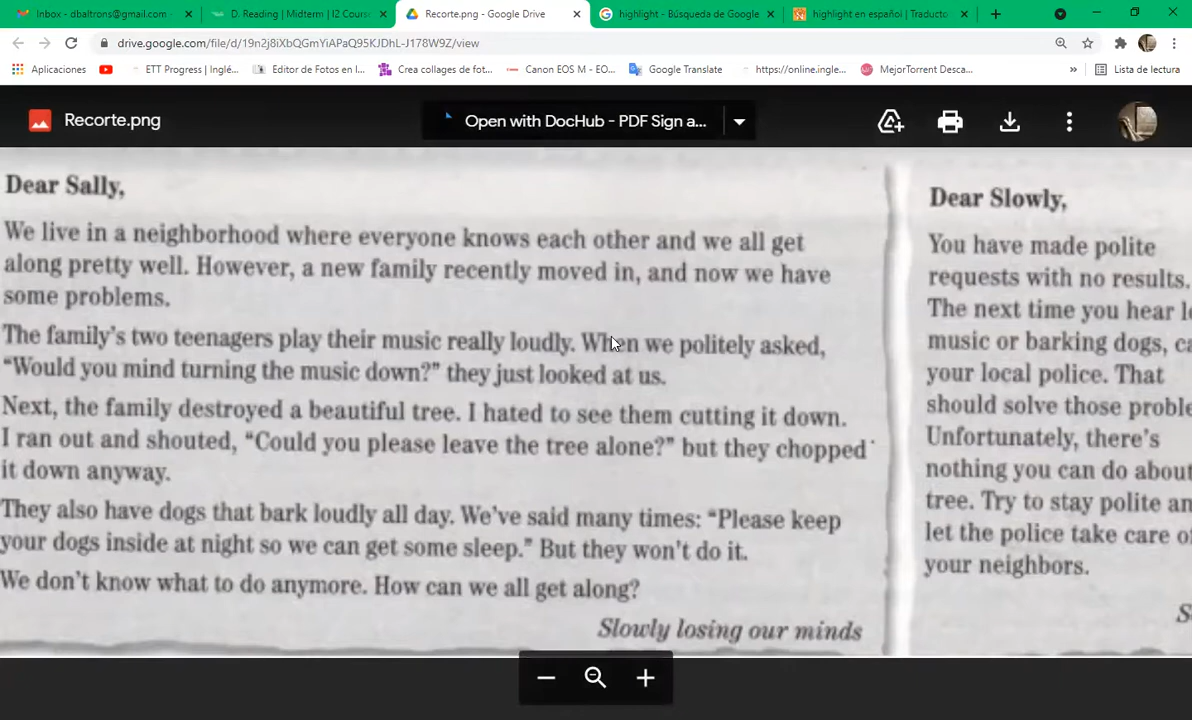 Inbox - dbaltrons@gmail.com -
D. Reading | Midterm | I2 Cours
Recorte.png - Google Drive
highlight - Búsqueda de Google
highlight en español | Traducto
drive.google.com/file/d/19n2j8iXbQGmYiAPaQ95KJDhL-J178W9Z/view
Aplicaciones
ETT Progress | Inglé...
Editor de Fotos en l...
Crea collages de fot...
Canon EOS M - EO...
Google Translate
https://online.ingle...
MejorTorrent Desca...
»
Lista de lectura
Recorte.png
Open with DocHub - PDF Sign a...
Dear Sally,
We live in a neighborhood where everyone knows each other and we all get
along pretty well. However, a new family recently moved in, and now we have
some problems.
The family's two teenagers play their music really loudly. When we politely asked,
"Would you mind turning the music down?" they just looked at us.
Next, the family destroyed a beautiful tree. I hated to see them cutting it down.
I ran out and shouted, "Could you please leave the tree alone?" but they chopped
it down anyway.
They also have dogs that bark loudly all day. We've said many times: "Please keep
your dogs inside at night so we can get some sleep." But they won't do it.
We don't know what to do anymore. How can we all get along?
Slowly losing our minds
Dear Slowly,
You have made polite
requests with no results.
The next time you hear l
music or barking dogs, ca
your local police. That
should solve those proble
Unfortunately, there's
nothing you can do about
tree. Try to stay polite an
let the police take care o
your neighbors.
S